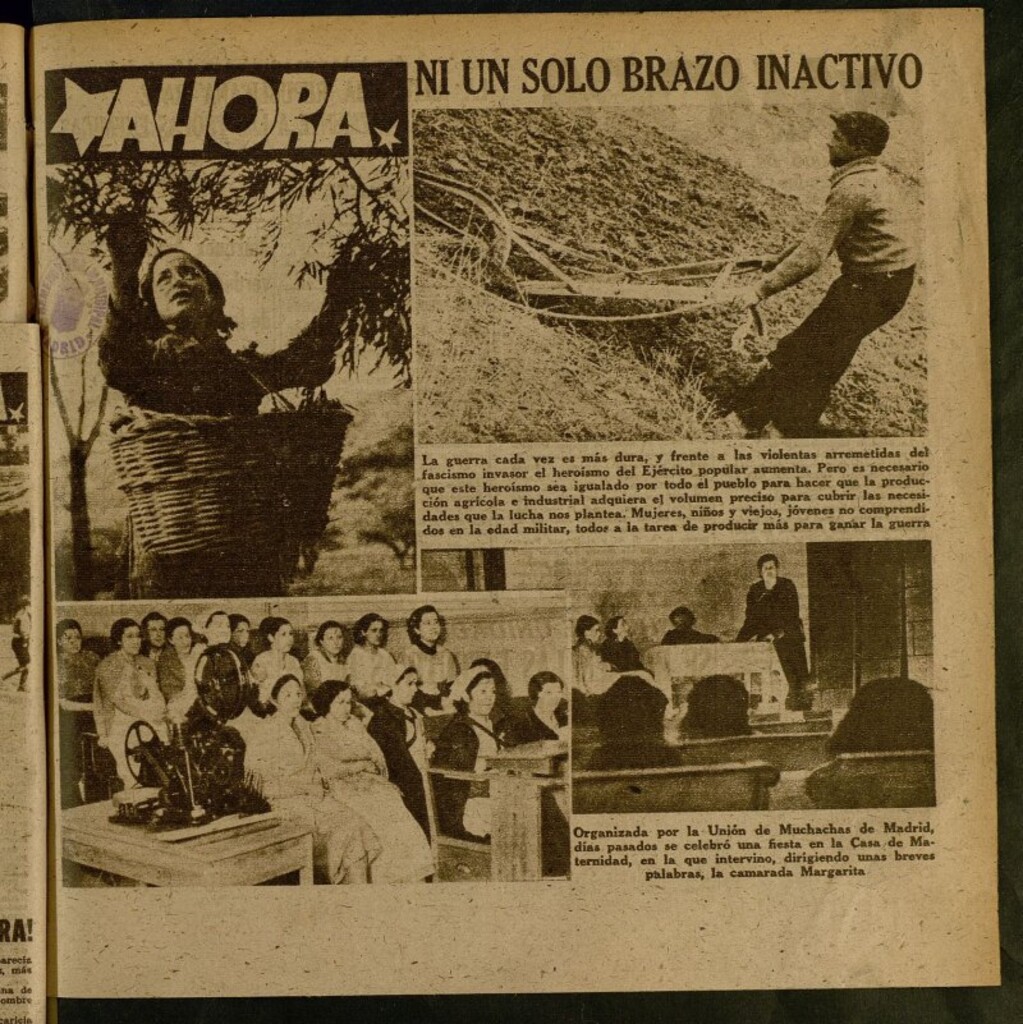 AHORA
NI UN SOLO BRAZO INACTIVO
La guerra cada vez es más dura, y frente a las violentas arremetidas del
fascismo invasor el heroísmo del Ejército popular aumenta. Pero es necesario
que este heroísmo sea igualado por todo el pueblo para hacer que la produc-
ción agrícola e industrial adquiera el volumen preciso para cubrir las necesi-
dades que la lucha nos plantea. Mujeres, niños y viejos, jóvenes no comprendi-
dos en la edad militar, todos a la tarea de producir más para ganar la guerra
Organizada por la Unión de Muchachas de Madrid,
días pasados se celebró una fiesta en la Casa de Ma-
ternidad, en la que intervino, dirigiendo unas breves
palabras, la camarada Margarita
RA!
más
na de
ombre